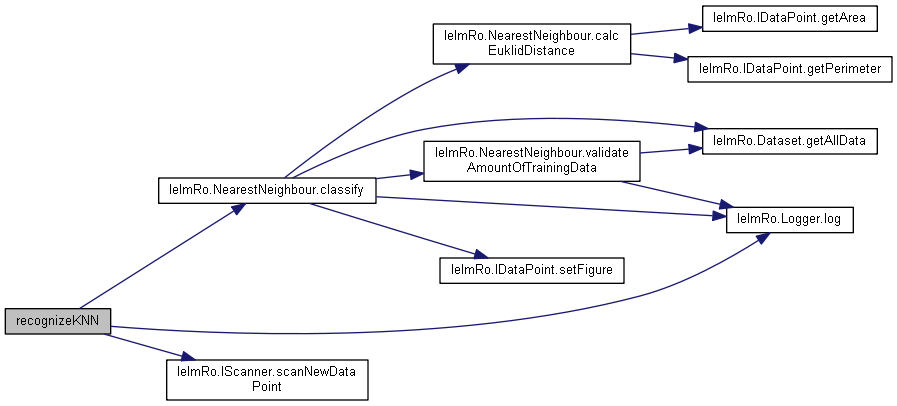 leImRo.IDataPoint.getArea
leImRo.NearestNeighbour.calc
EuklidDistance
leImRo.IDataPoint.getPerimeter
leImRo.Dataset.getAllData
leImRo.NearestNeighbour.validate
AmountOfTrainingData
leImRo.NearestNeighbour.classify
leImRo.Logger.log
leImRo.IDataPoint.setFigure
recognizeKNN
leImRo.IScanner.scanNewData
Point